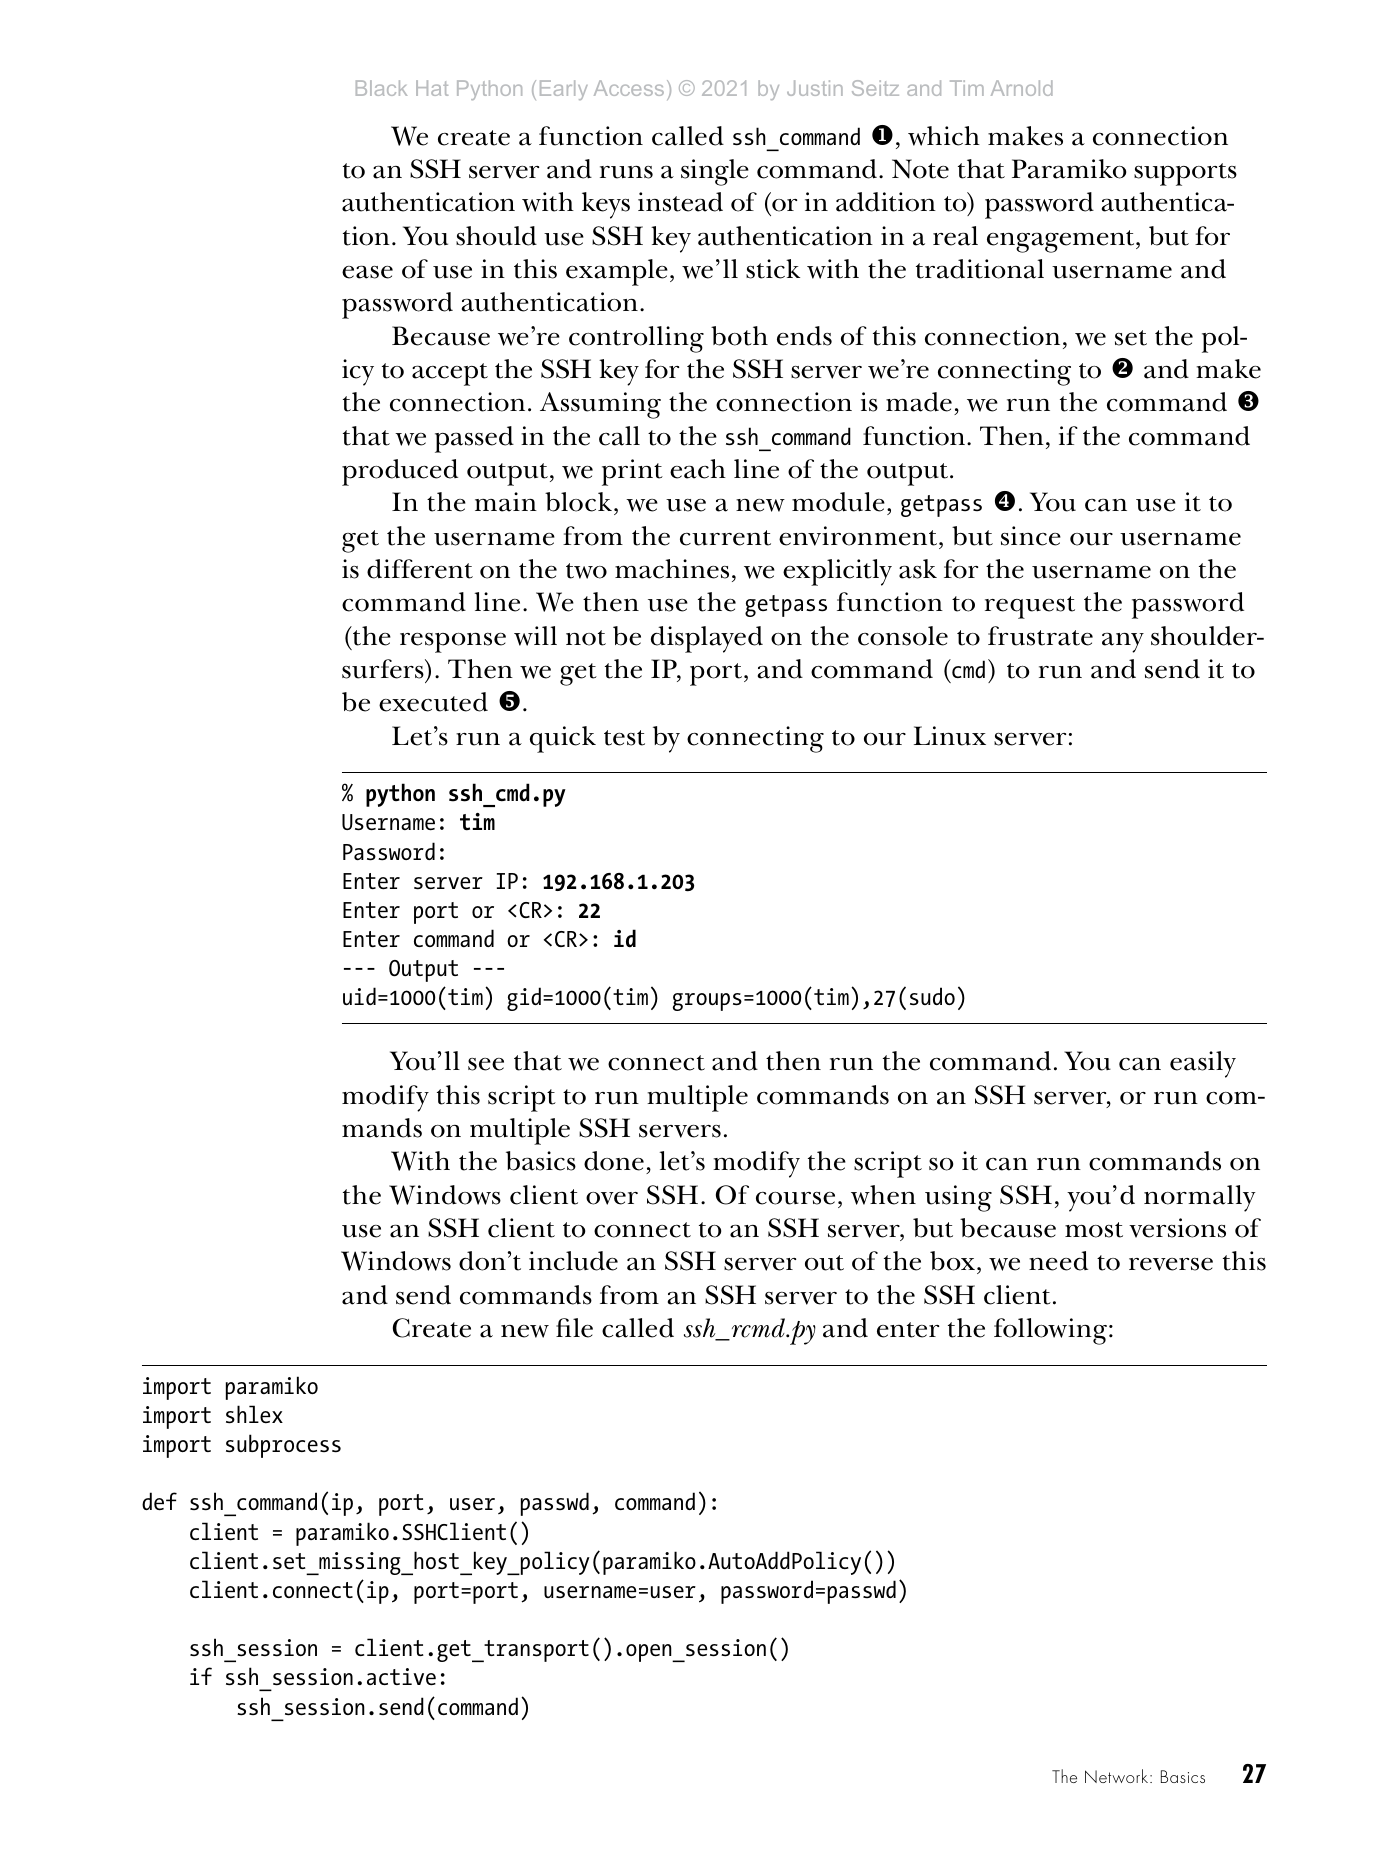 Black Hat Python (Early Access) © 2021 by Justin Seitz and Tim Arnold
We create a function called ssh_command ❶, which makes a connection
to an SSH server and runs a single command. Note that Paramiko supports
authentication with keys instead of (or in addition to) password authentica-
tion. You should use SSH key authentication in a real engagement, but for
ease of use in this example, we’ll stick with the traditional username and
password authentication.
Because we’re controlling both ends of this connection, we set the pol-
icy to accept the SSH key for the SSH server we’re connecting to ❷ and make
the connection. Assuming the connection is made, we run the command ❸
that we passed in the call to the ssh_command function. Then, if the command
produced output, we print each line of the output.
In the main block, we use a new module, getpass ❹. You can use it to
get the username from the current environment, but since our username
is different on the two machines, we explicitly ask for the username on the
command line. We then use the getpass function to request the password
(the response will not be displayed on the console to frustrate any shoulder-
surfers). Then we get the IP, port, and command (cmd) to run and send it to
be executed ❺.
Let’s run a quick test by connecting to our Linux server:
% python ssh_cmd.py
Username: tim
Password:
Enter server IP: 192.168.1.203
Enter port or <CR>: 22
Enter command or <CR>: id
--- Output ---
uid=1000(tim) gid=1000(tim) groups=1000(tim),27(sudo)
You’ll see that we connect and then run the command. You can easily
modify this script to run multiple commands on an SSH server, or run com-
mands on multiple SSH servers.
With the basics done, let’s modify the script so it can run commands on
the Windows client over SSH. Of course, when using SSH, you’d normally
use an SSH client to connect to an SSH server, but because most versions of
Windows don’t include an SSH server out of the box, we need to reverse this
and send commands from an SSH server to the SSH client.
Create a new file called ssh_rcmd.py and enter the following:
import paramiko
import shlex
import subprocess
def ssh_command(ip, port, user, passwd, command):
    client = paramiko.SSHClient()
    client.set_missing_host_key_policy(paramiko.AutoAddPolicy())
    client.connect(ip, port=port, username=user, password=passwd)
    ssh_session = client.get_transport().open_session()
    if ssh_session.active:
        ssh_session.send(command)
The Network: Basics 27